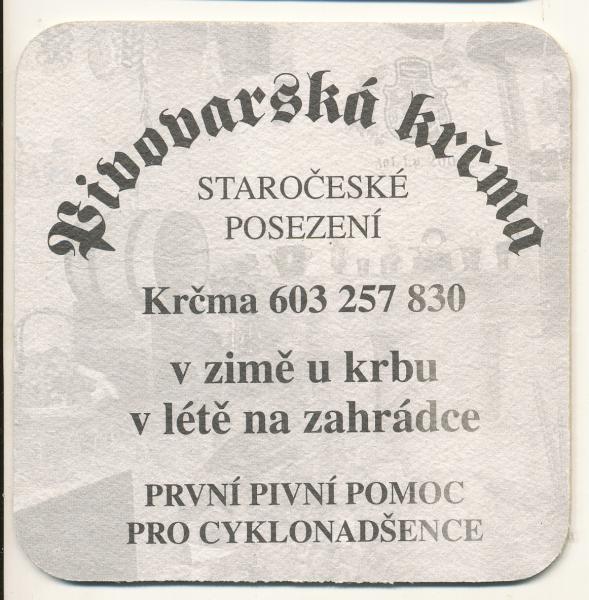 Pivovarská krčma
STAROČESKÉ
POSEZENÍ
Krčma 603 257 830
v zimě u krbu
v létě na zahrádce
PRVNÍ PIVNÍ POMOC
PRO CYKLONADŠENCE